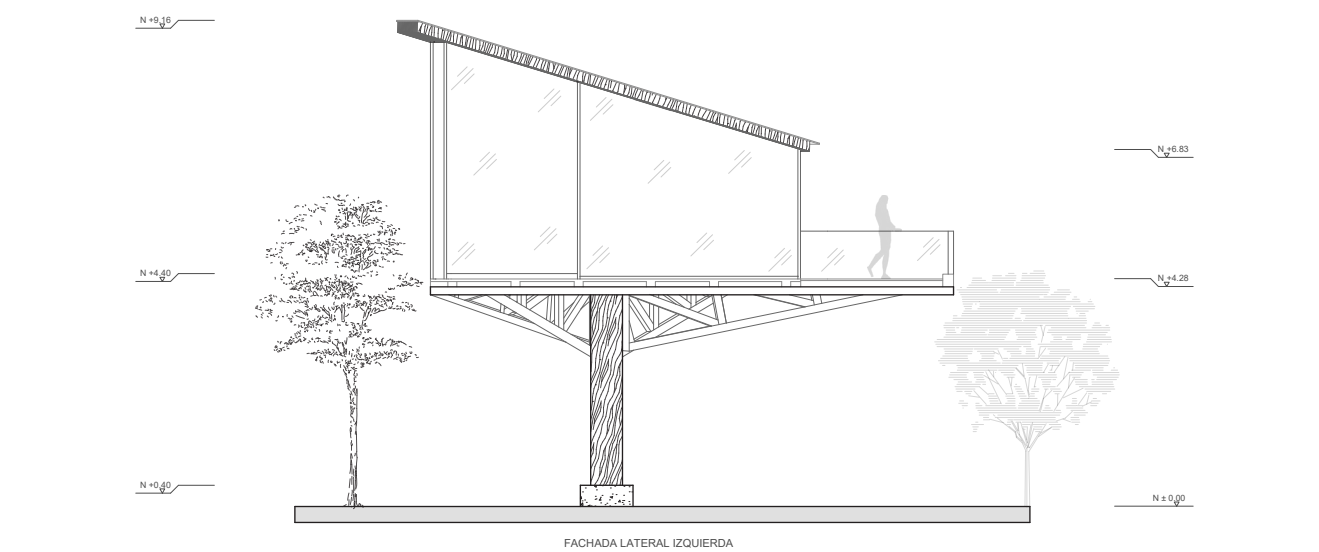 N +9,16
N +6.83
N +4,40
N +4.28
N +0,40
N ± 0,00
FACHADA LATERAL IZQUIERDA